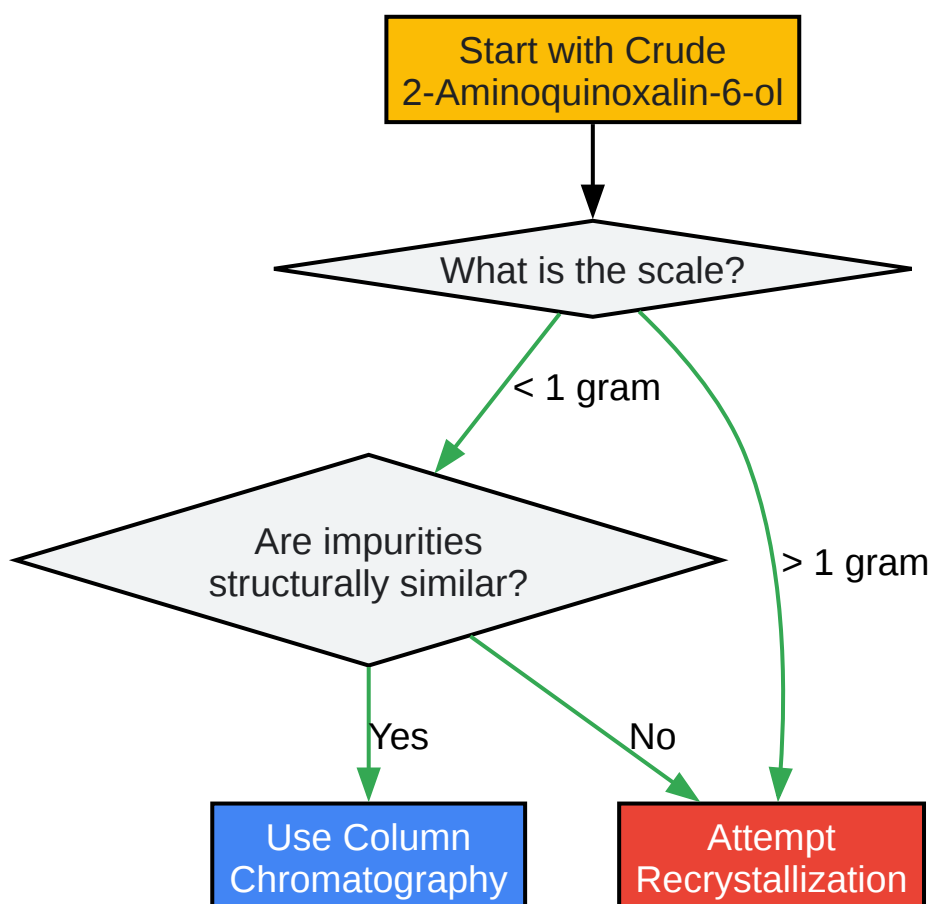 Start with Crude
2-Aminoquinoxalin-6-ol
What is the scale?
< 1 gram
Are impurities
structurally similar?
> 1 gram
Yes
No
Use Column
Chromatography
Attempt
Recrystallization